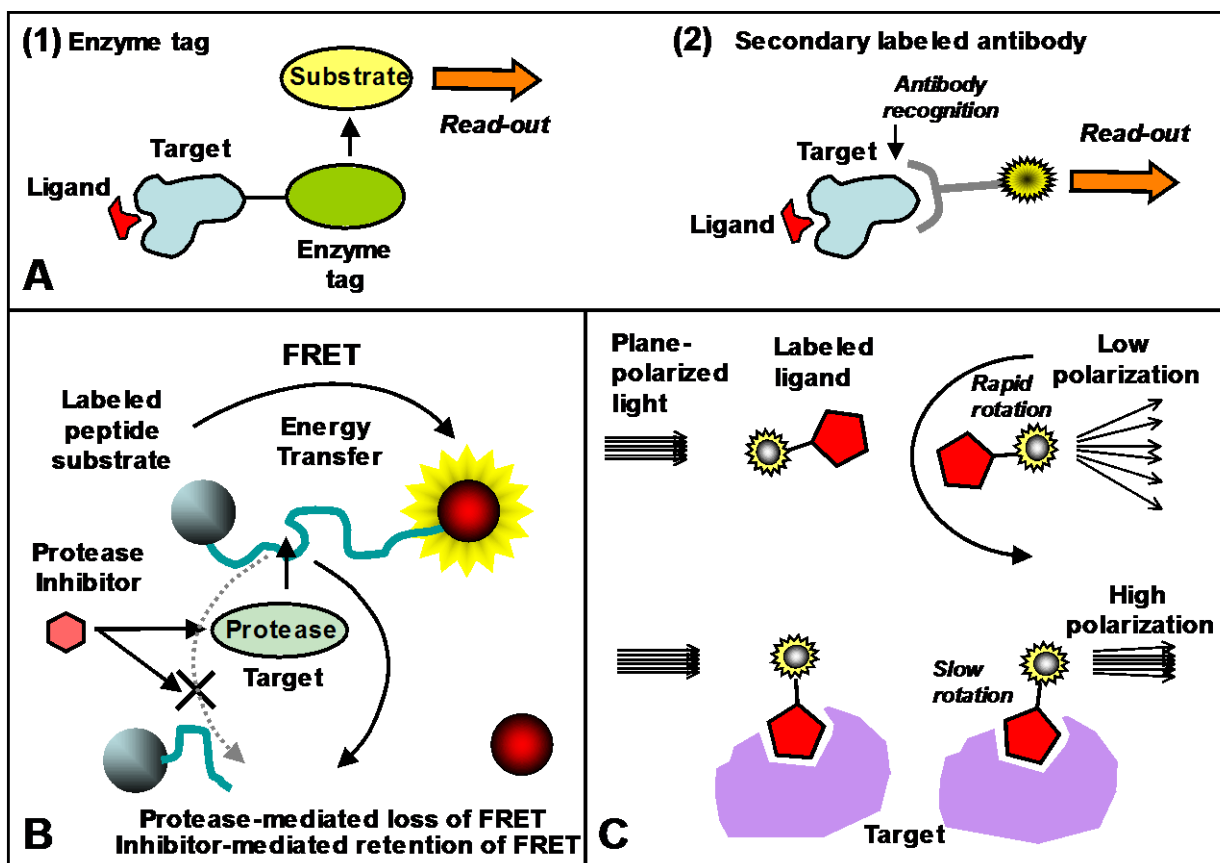 (1) Enzyme tag
Substrate
Read-out
Target
Ligand
Enzyme
tag
A
(2) Secondary labeled antibody
Antibody
recognition
Read-out
Target
Ligand
FRET
Labeled
peptide
substrate
Energy
Transfer
Protease
Inhibitor
Protease
Target
B
Protease-mediated loss of FRET
Inhibitor-mediated retention of FRET
Plane-
polarized
light
Labeled
ligand
Rapid
rotation
Low
polarization
High
polarization
Slow
rotation
C
Target